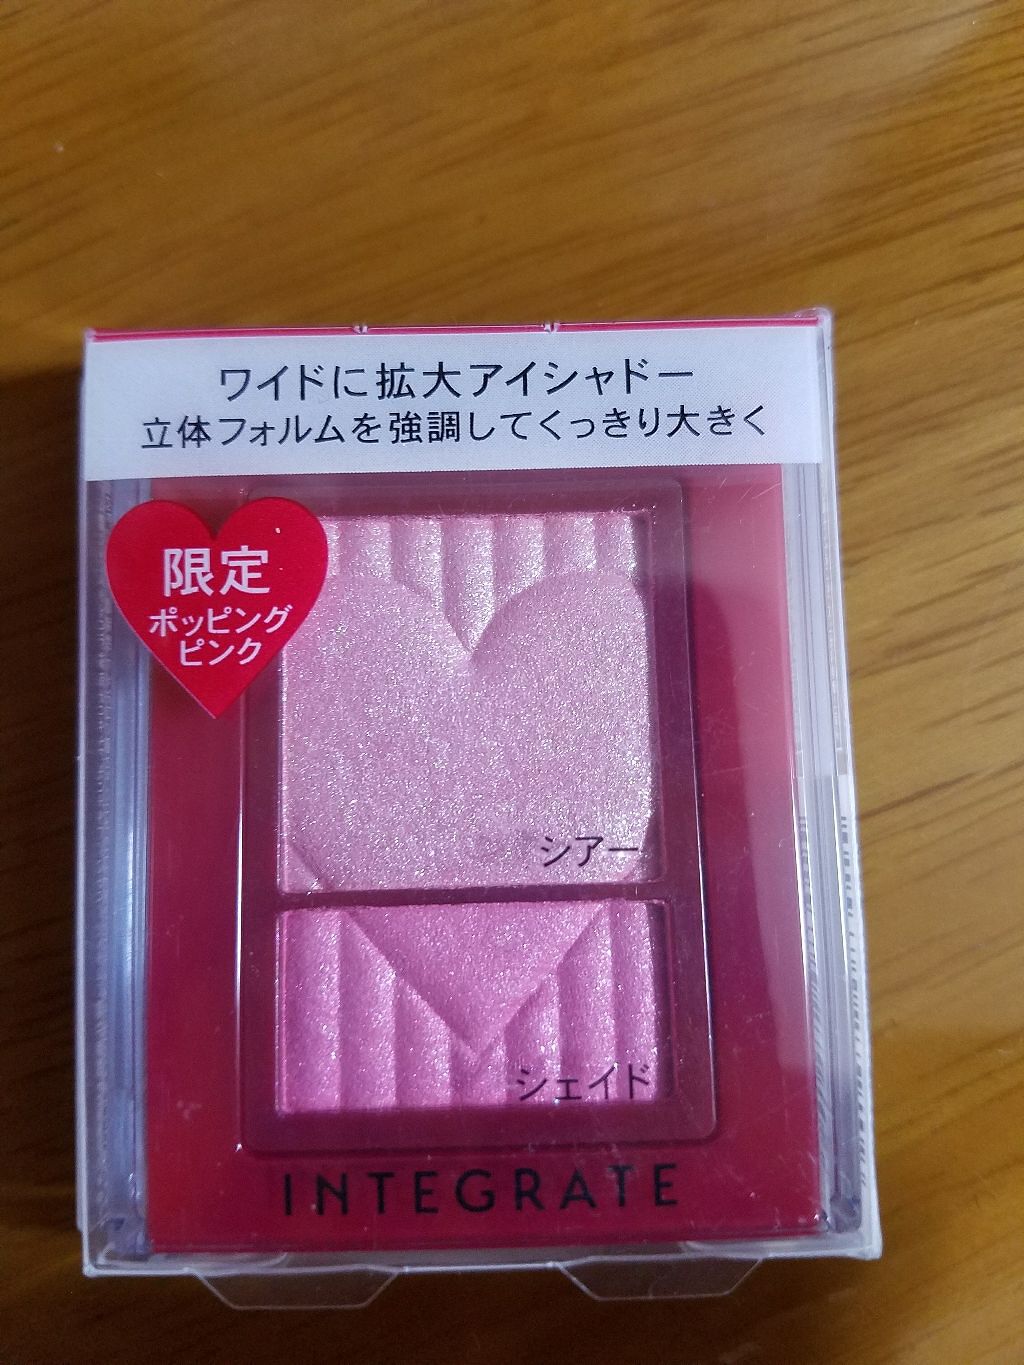 ワイドに拡大アイシャドー
立体フォルムを強調してくっきり大きく
限定
ポッピング
ピンク
シアー
シェイド
INTEGRATE